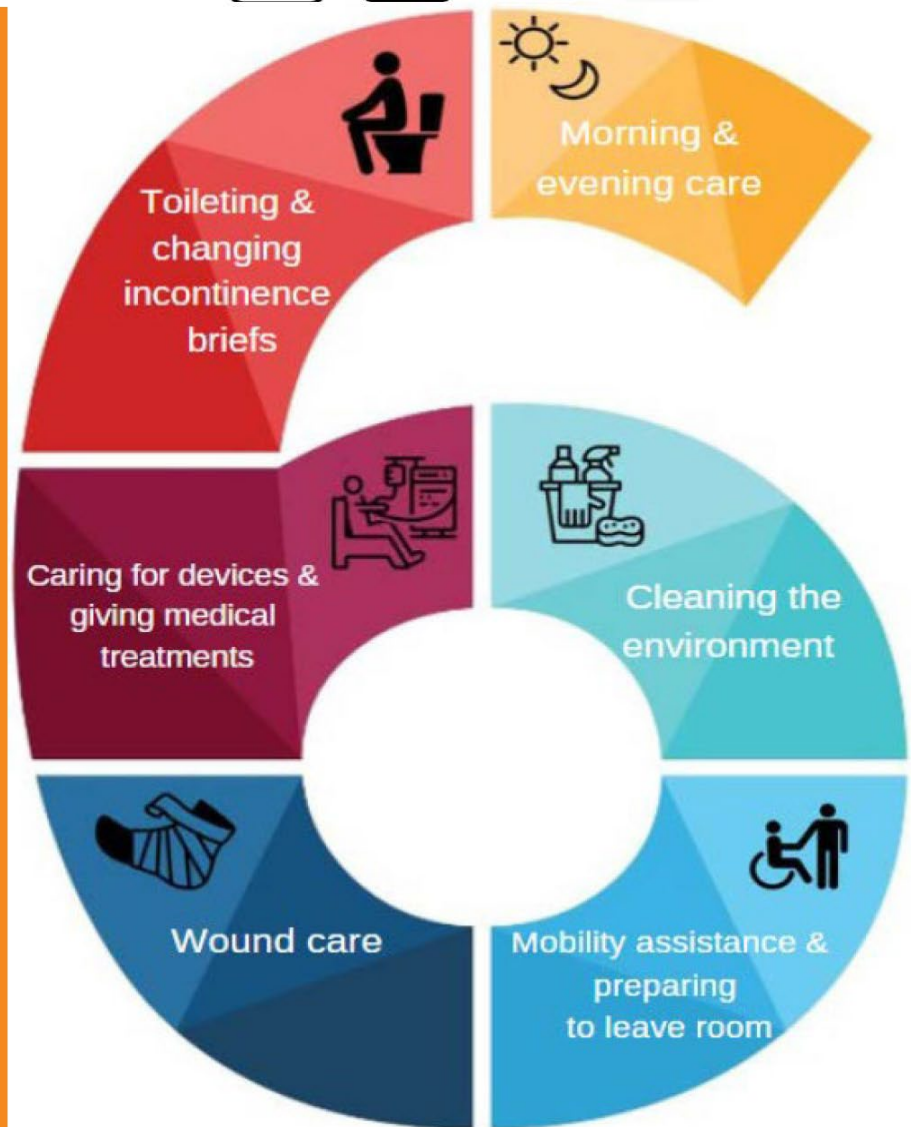 Morning &
evening care
Toileting &
changing
incontinence
briefs
Caring for devices &
giving medical
treatments
Cleaning the
environment
Wound care
Mobility assistance &
preparing
to leave room